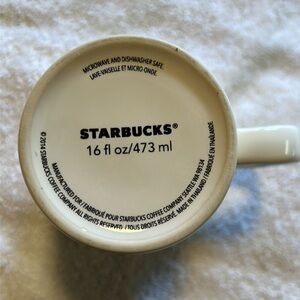 MICROWAVE AND DISHWASHER SAFE.
LAVE-VAISELLE ET MICRO-ONDE.
STARBUCKS®
16 fl oz/473 ml
© 2014 STARBUCKS COFFEE COMPANY. ALL RIGHTS RESERVED. / TOUS DROITS RÉSERVÉ.
MANUFACTURED FOR / FABRIQUÉ POUR STARBUCKS COFFEE COMPANY SEATTLE WA 98134
MADE IN THAILAND / FABRIQUÉ EN THAÏLANDE